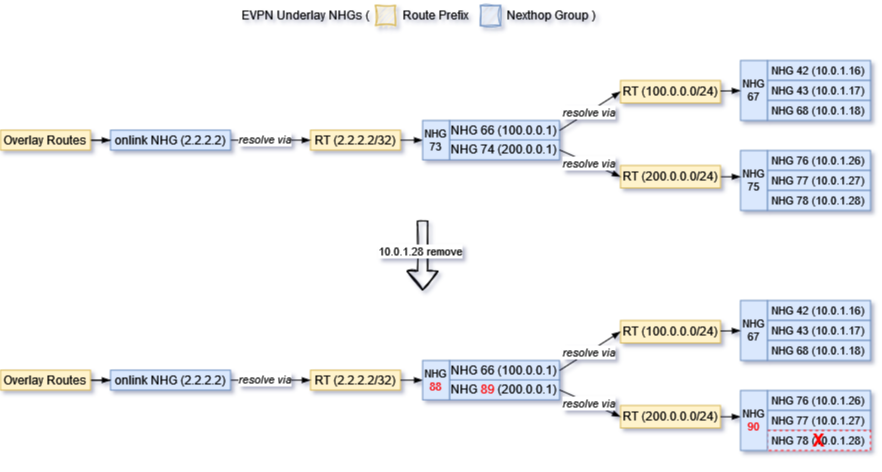 EVPN Underlay NHGs ( Route Prefix Nexthop Group )
Overlay Routes
onlink NHG (2.2.2.2)
resolve via
RT (2.2.2.2/32)
NHG 73
NHG 66 (100.0.0.1)
NHG 74 (200.0.0.1)
resolve via
RT (100.0.0.0/24)
NHG 67
NHG 42 (10.0.1.16)
NHG 43 (10.0.1.17)
NHG 68 (10.0.1.18)
resolve via
RT (200.0.0.0/24)
NHG 75
NHG 76 (10.0.1.26)
NHG 77 (10.0.1.27)
NHG 78 (10.0.1.28)
10.0.1.28 remove
Overlay Routes
onlink NHG (2.2.2.2)
resolve via
RT (2.2.2.2/32)
NHG 88
NHG 66 (100.0.0.1)
NHG 89 (200.0.0.1)
resolve via
RT (100.0.0.0/24)
NHG 67
NHG 42 (10.0.1.16)
NHG 43 (10.0.1.17)
NHG 68 (10.0.1.18)
resolve via
RT (200.0.0.0/24)
NHG 90
NHG 76 (10.0.1.26)
NHG 77 (10.0.1.27)
NHG 78 (10.0.1.28)
X